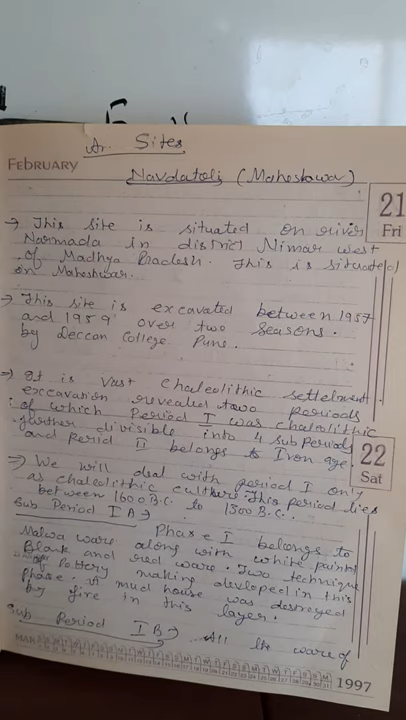 Ar. Sites
FEBRUARY
Navdatoli (Maheshwar)
21
Fri
→ This site is situated on river
Narmada in district Nimar west
of Madhya Pradesh. This is situated
on Maheshwar.
→ This site is excavated between 1957
and 1959 over two seasons.
by Deccan College Pune.
→ It is vast chalcolithic settlement.
excavation revealed two periods
of which Period I was chalcolithic
further divisible into 4 sub periods
and Period II belongs to Iron age.
22
Sat
→ We will deal with period I only
as chalcolithic culture. This period lies
between 1600 B.C. to 1300 B.C.
Sub Period I A →
Phase I belongs to
Malwa ware along with white painted
Black and red ware. Two technique
of Pottery making devloped in this
Phase. A mud house was destroyed
by fire in this layer.
Sub Period I B → All the ware of
MAR
1997